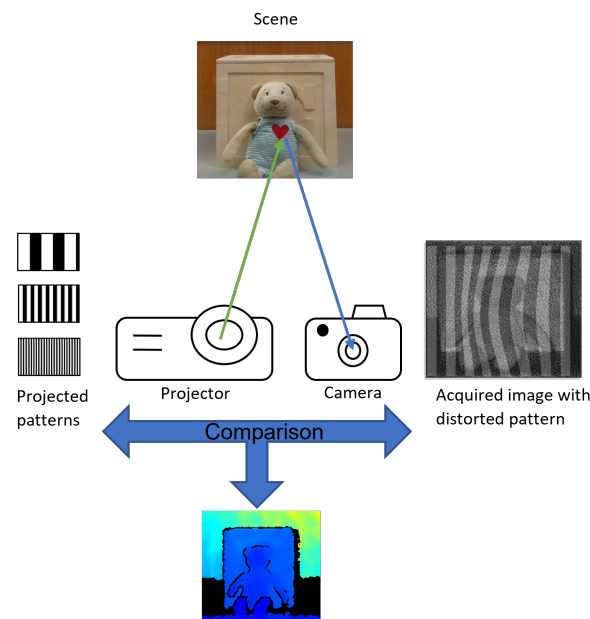 Scene
Projected
patterns
Projector
Camera
Acquired image with
distorted pattern
Comparison